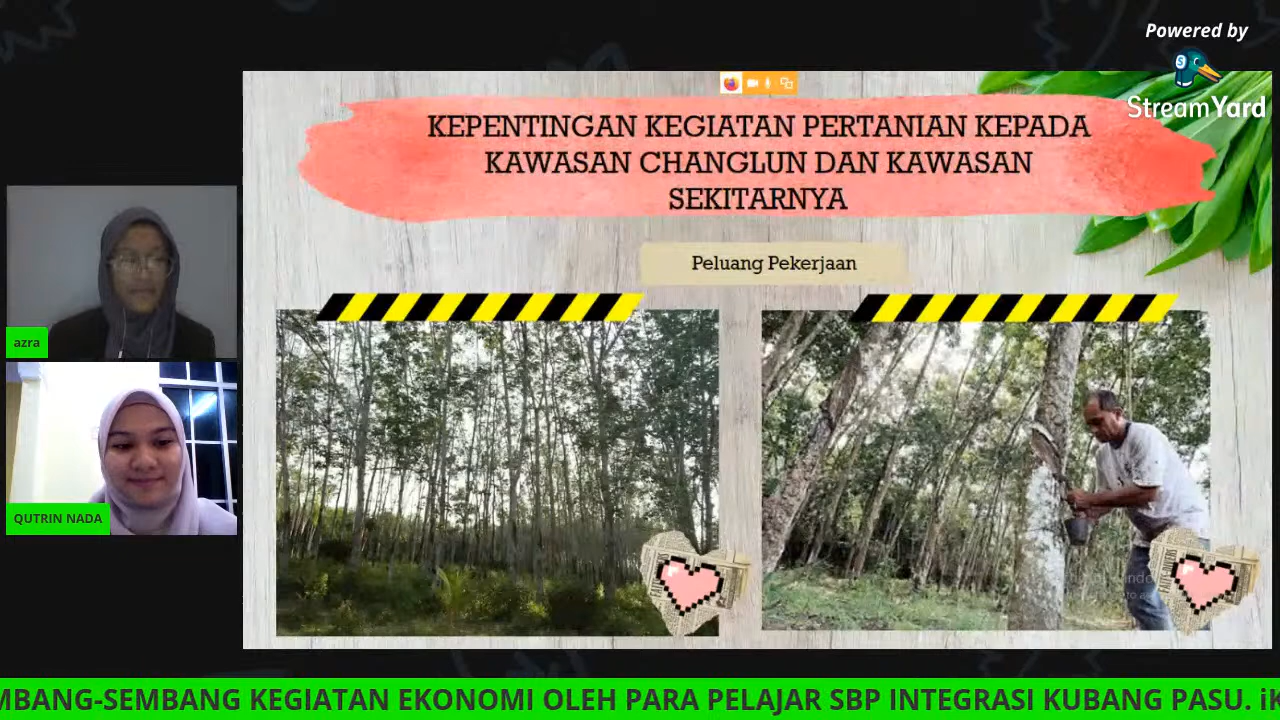 Powered by
StreamYard
KEPENTINGAN KEGIATAN PERTANIAN KEPADA
KAWASAN CHANGLUN DAN KAWASAN
SEKITARNYA
Peluang Pekerjaan
azra
QUTRIN NADA
MBANG-SEMBANG KEGIATAN EKONOMI OLEH PARA PELAJAR SBP INTEGRASI KUBANG PASU. iK